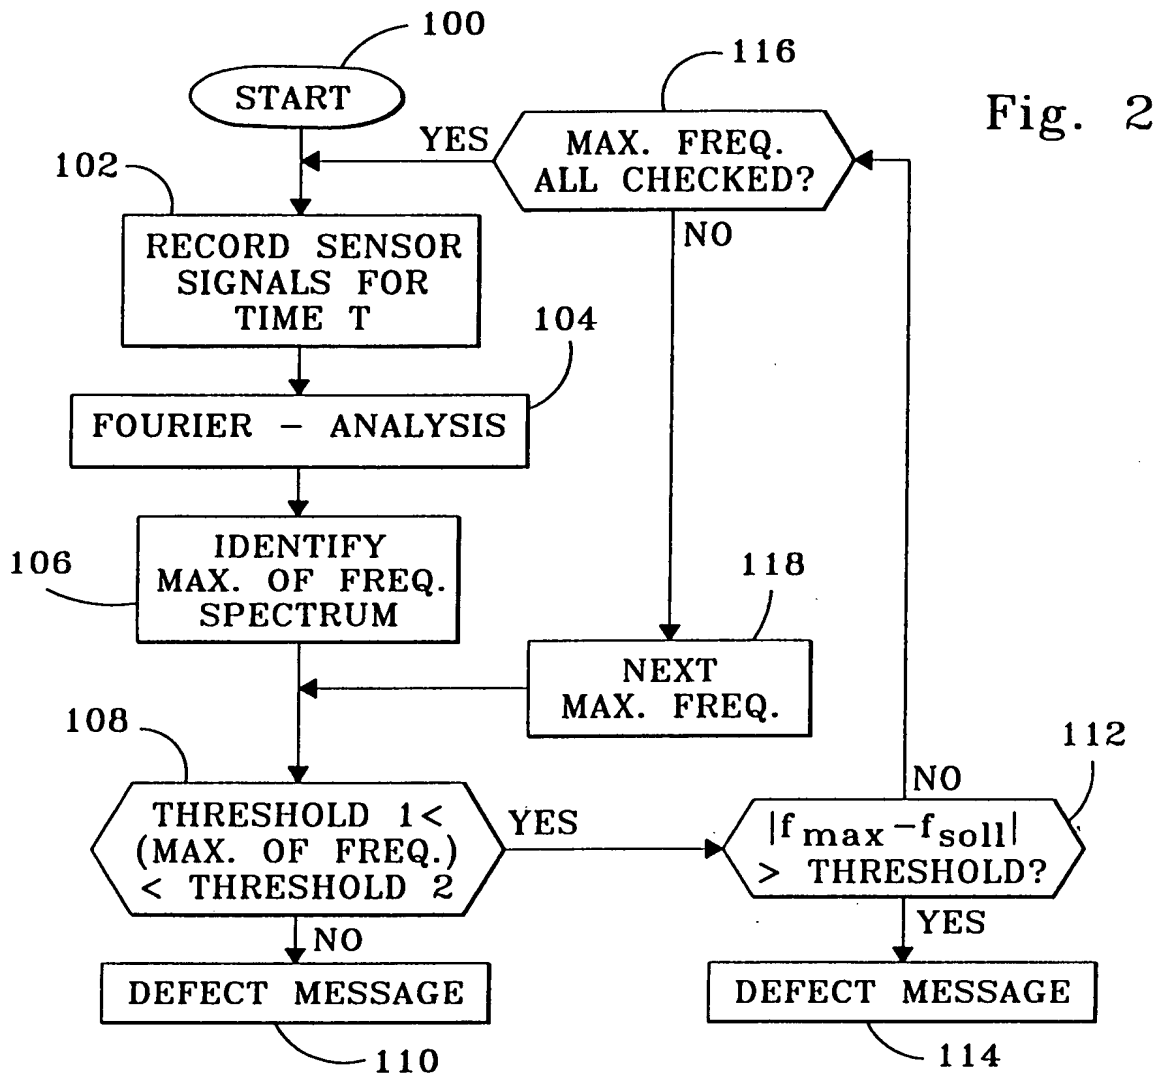 100
116
START
Fig. 2
YES
MAX. FREQ.
ALL CHECKED?
102
NO
RECORD SENSOR
SIGNALS FOR
TIME T
104
FOURIER - ANALYSIS
IDENTIFY
MAX. OF FREQ.
SPECTRUM
106
118
NEXT
MAX. FREQ.
108
112
NO
THRESHOLD 1<
(MAX. OF FREQ.)
< THRESHOLD 2
YES
|f max -f soll|
> THRESHOLD?
NO
YES
DEFECT MESSAGE
DEFECT MESSAGE
110
114